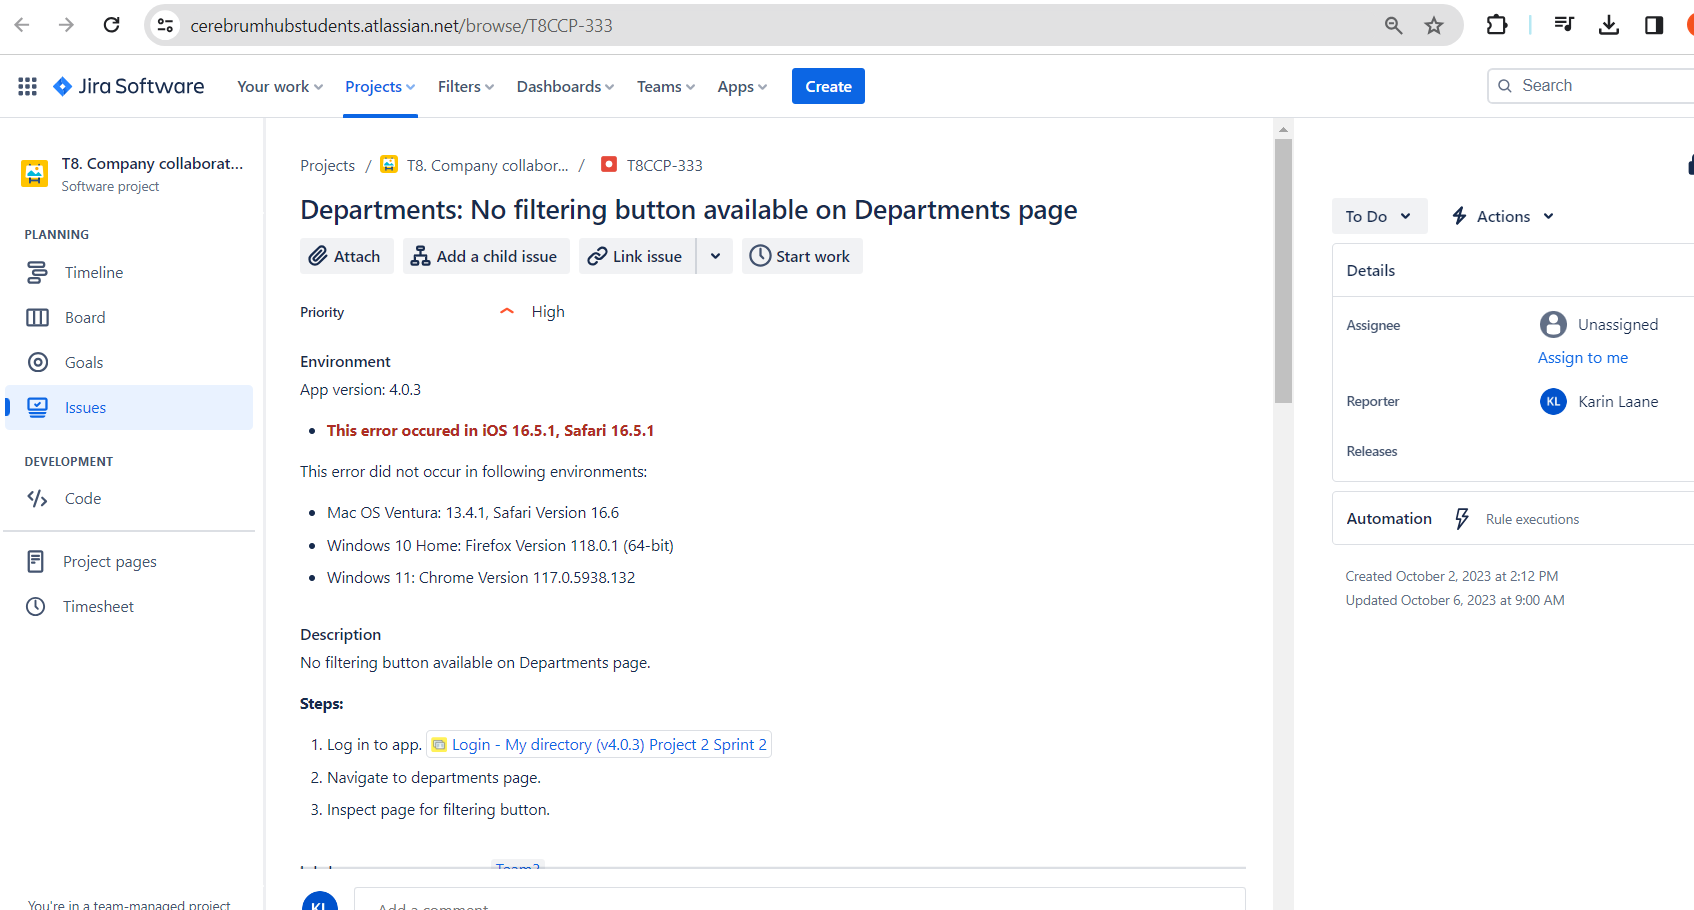 cerebrumhubstudents.atlassian.net/browse/T8CCP-333
Jira Software
Your work
Projects
Filters
Dashboards
Teams
Apps
Create
Search
T8. Company collaborat...
Software project
PLANNING
Timeline
Board
Goals
Issues
DEVELOPMENT
Code
Project pages
Timesheet
You're in a team-managed project
Projects / T8. Company collabor... / T8CCP-333
Departments: No filtering button available on Departments page
Attach
Add a child issue
Link issue
Start work
Priority High
Environment
App version: 4.0.3
• This error occured in iOS 16.5.1, Safari 16.5.1
This error did not occur in following environments:
• Mac OS Ventura: 13.4.1, Safari Version 16.6
• Windows 10 Home: Firefox Version 118.0.1 (64-bit)
• Windows 11: Chrome Version 117.0.5938.132
Description
No filtering button available on Departments page.
Steps:
1. Log in to app. Login - My directory (v4.0.3) Project 2 Sprint 2
2. Navigate to departments page.
3. Inspect page for filtering button.
KL
Add a comment
To Do
Actions
Details
Assignee Unassigned
Assign to me
Reporter KL Karin Laane
Releases
Automation Rule executions
Created October 2, 2023 at 2:12 PM
Updated October 6, 2023 at 9:00 AM